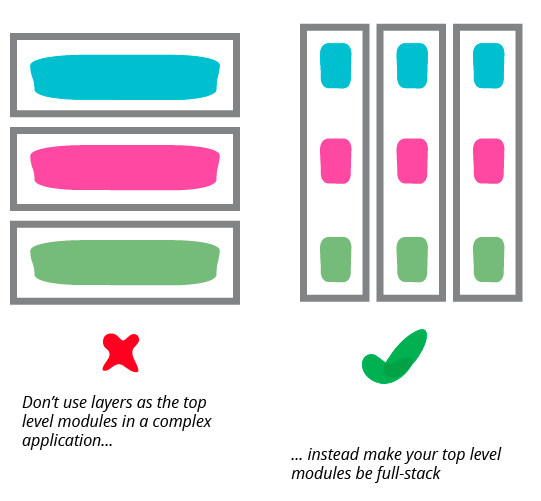 Don't use layers as the top
level modules in a complex
application...
... instead make your top level
modules be full-stack